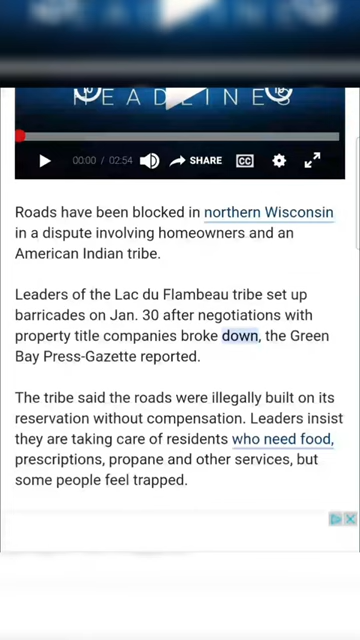 HEADLINES
00:00 / 02:54
SHARE
CC
Roads have been blocked in northern Wisconsin
in a dispute involving homeowners and an
American Indian tribe.
Leaders of the Lac du Flambeau tribe set up
barricades on Jan. 30 after negotiations with
property title companies broke down, the Green
Bay Press-Gazette reported.
The tribe said the roads were illegally built on its
reservation without compensation. Leaders insist
they are taking care of residents who need food,
prescriptions, propane and other services, but
some people feel trapped.